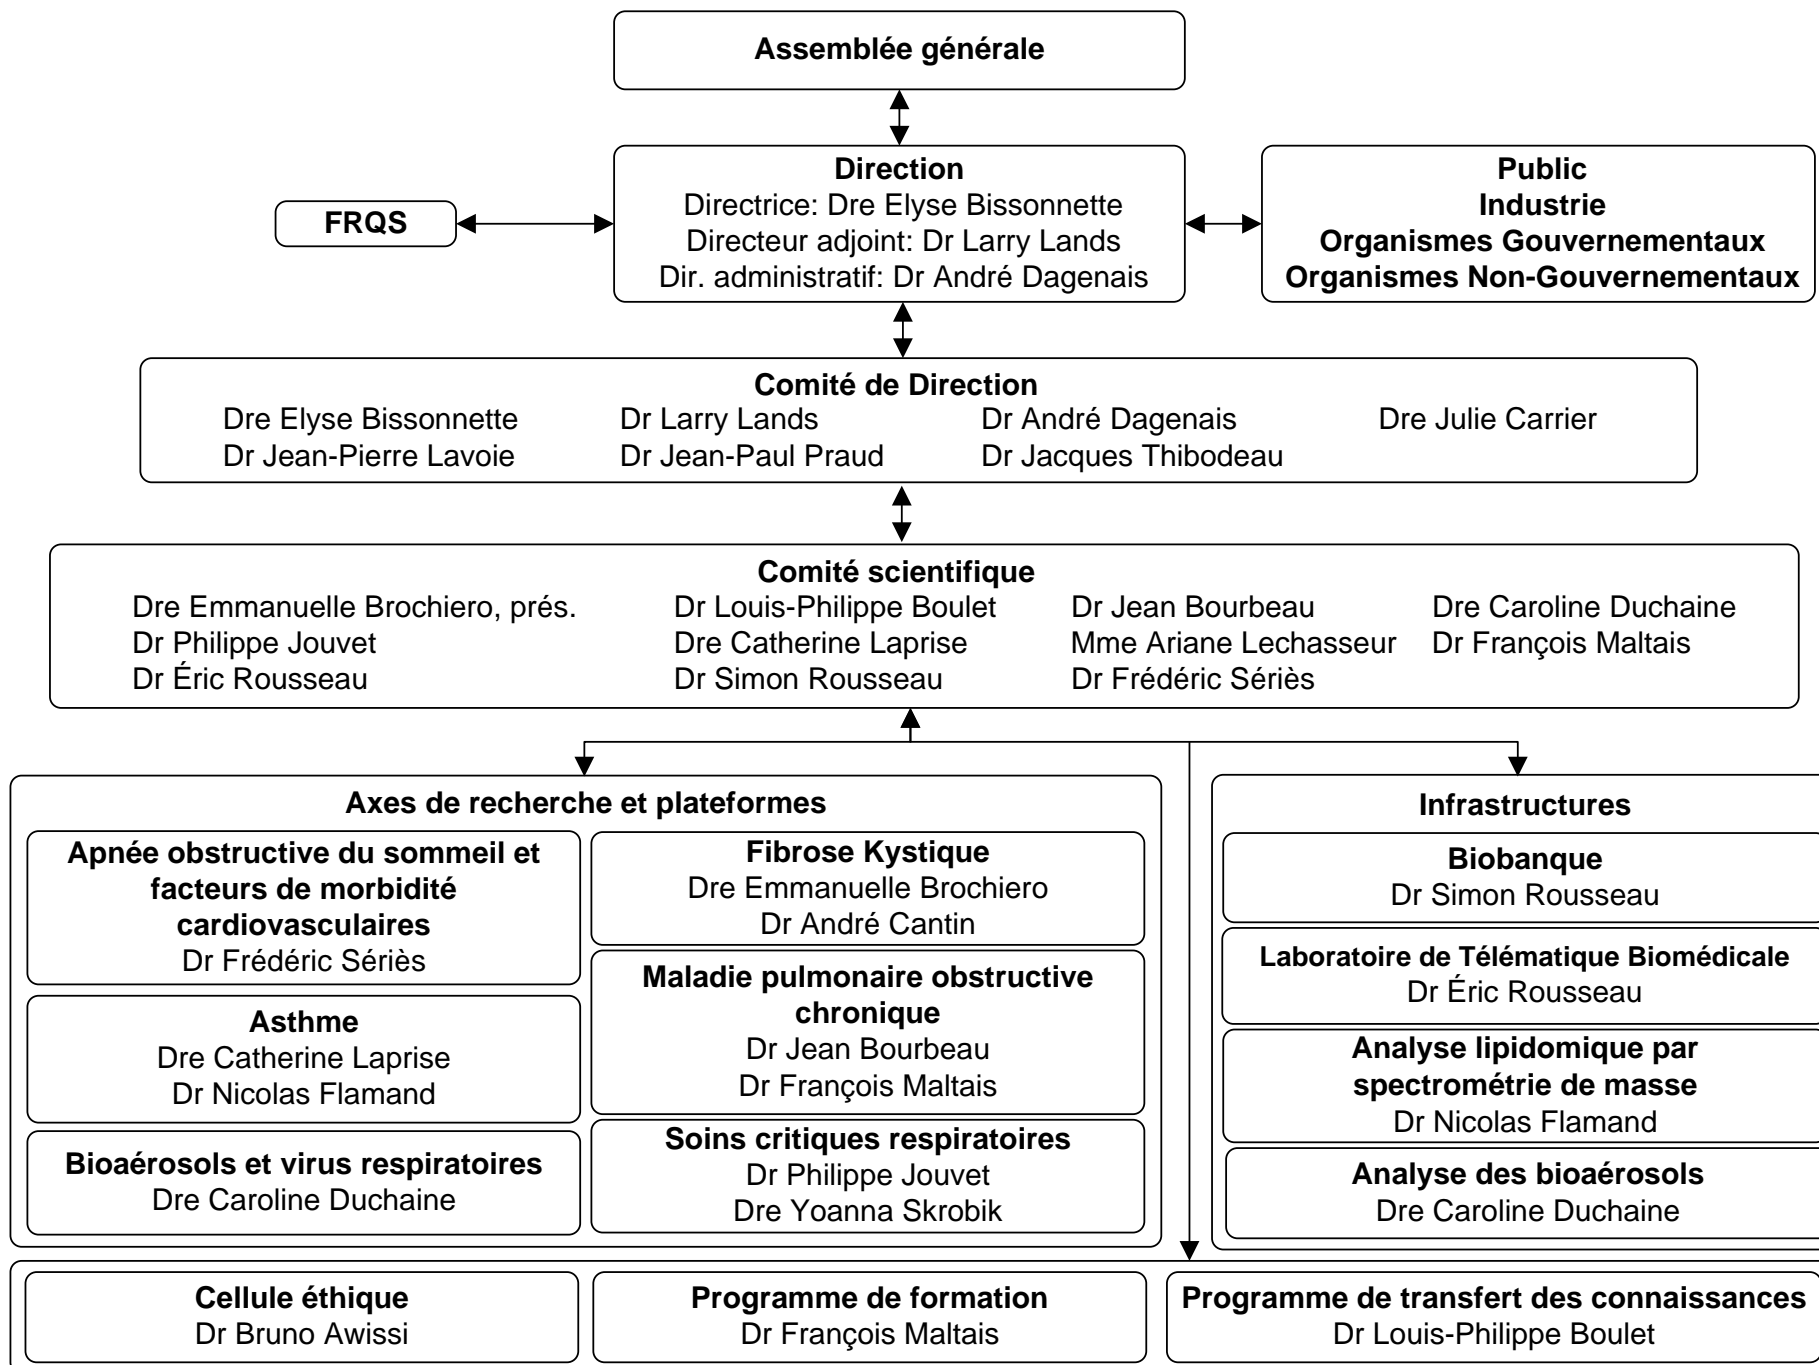 Assemblée générale
Direction
Directrice: Dre Elyse Bissonnette
Directeur adjoint: Dr Larry Lands
Dir. administratif: Dr André Dagenais
FRQS
Public
Industrie
Organismes Gouvernementaux
Organismes Non-Gouvernementaux
Comité de Direction
Dre Elyse Bissonnette Dr Larry Lands Dr André Dagenais Dre Julie Carrier
Dr Jean-Pierre Lavoie Dr Jean-Paul Praud Dr Jacques Thibodeau
Comité scientifique
Dre Emmanuelle Brochiero, prés. Dr Louis-Philippe Boulet Dr Jean Bourbeau Dre Caroline Duchaine
Dr Philippe Jouvet Dre Catherine Laprise Mme Ariane Lechasseur Dr François Maltais
Dr Éric Rousseau Dr Simon Rousseau Dr Frédéric Sériès
Axes de recherche et plateformes
Apnée obstructive du sommeil et
facteurs de morbidité
cardiovasculaires
Dr Frédéric Sériès
Asthme
Dre Catherine Laprise
Dr Nicolas Flamand
Bioaérosols et virus respiratoires
Dre Caroline Duchaine
Fibrose Kystique
Dre Emmanuelle Brochiero
Dr André Cantin
Maladie pulmonaire obstructive
chronique
Dr Jean Bourbeau
Dr François Maltais
Soins critiques respiratoires
Dr Philippe Jouvet
Dre Yoanna Skrobik
Infrastructures
Biobanque
Dr Simon Rousseau
Laboratoire de Télématique Biomédicale
Dr Éric Rousseau
Analyse lipidomique par
spectrométrie de masse
Dr Nicolas Flamand
Analyse des bioaérosols
Dre Caroline Duchaine
Cellule éthique
Dr Bruno Awissi
Programme de formation
Dr François Maltais
Programme de transfert des connaissances
Dr Louis-Philippe Boulet